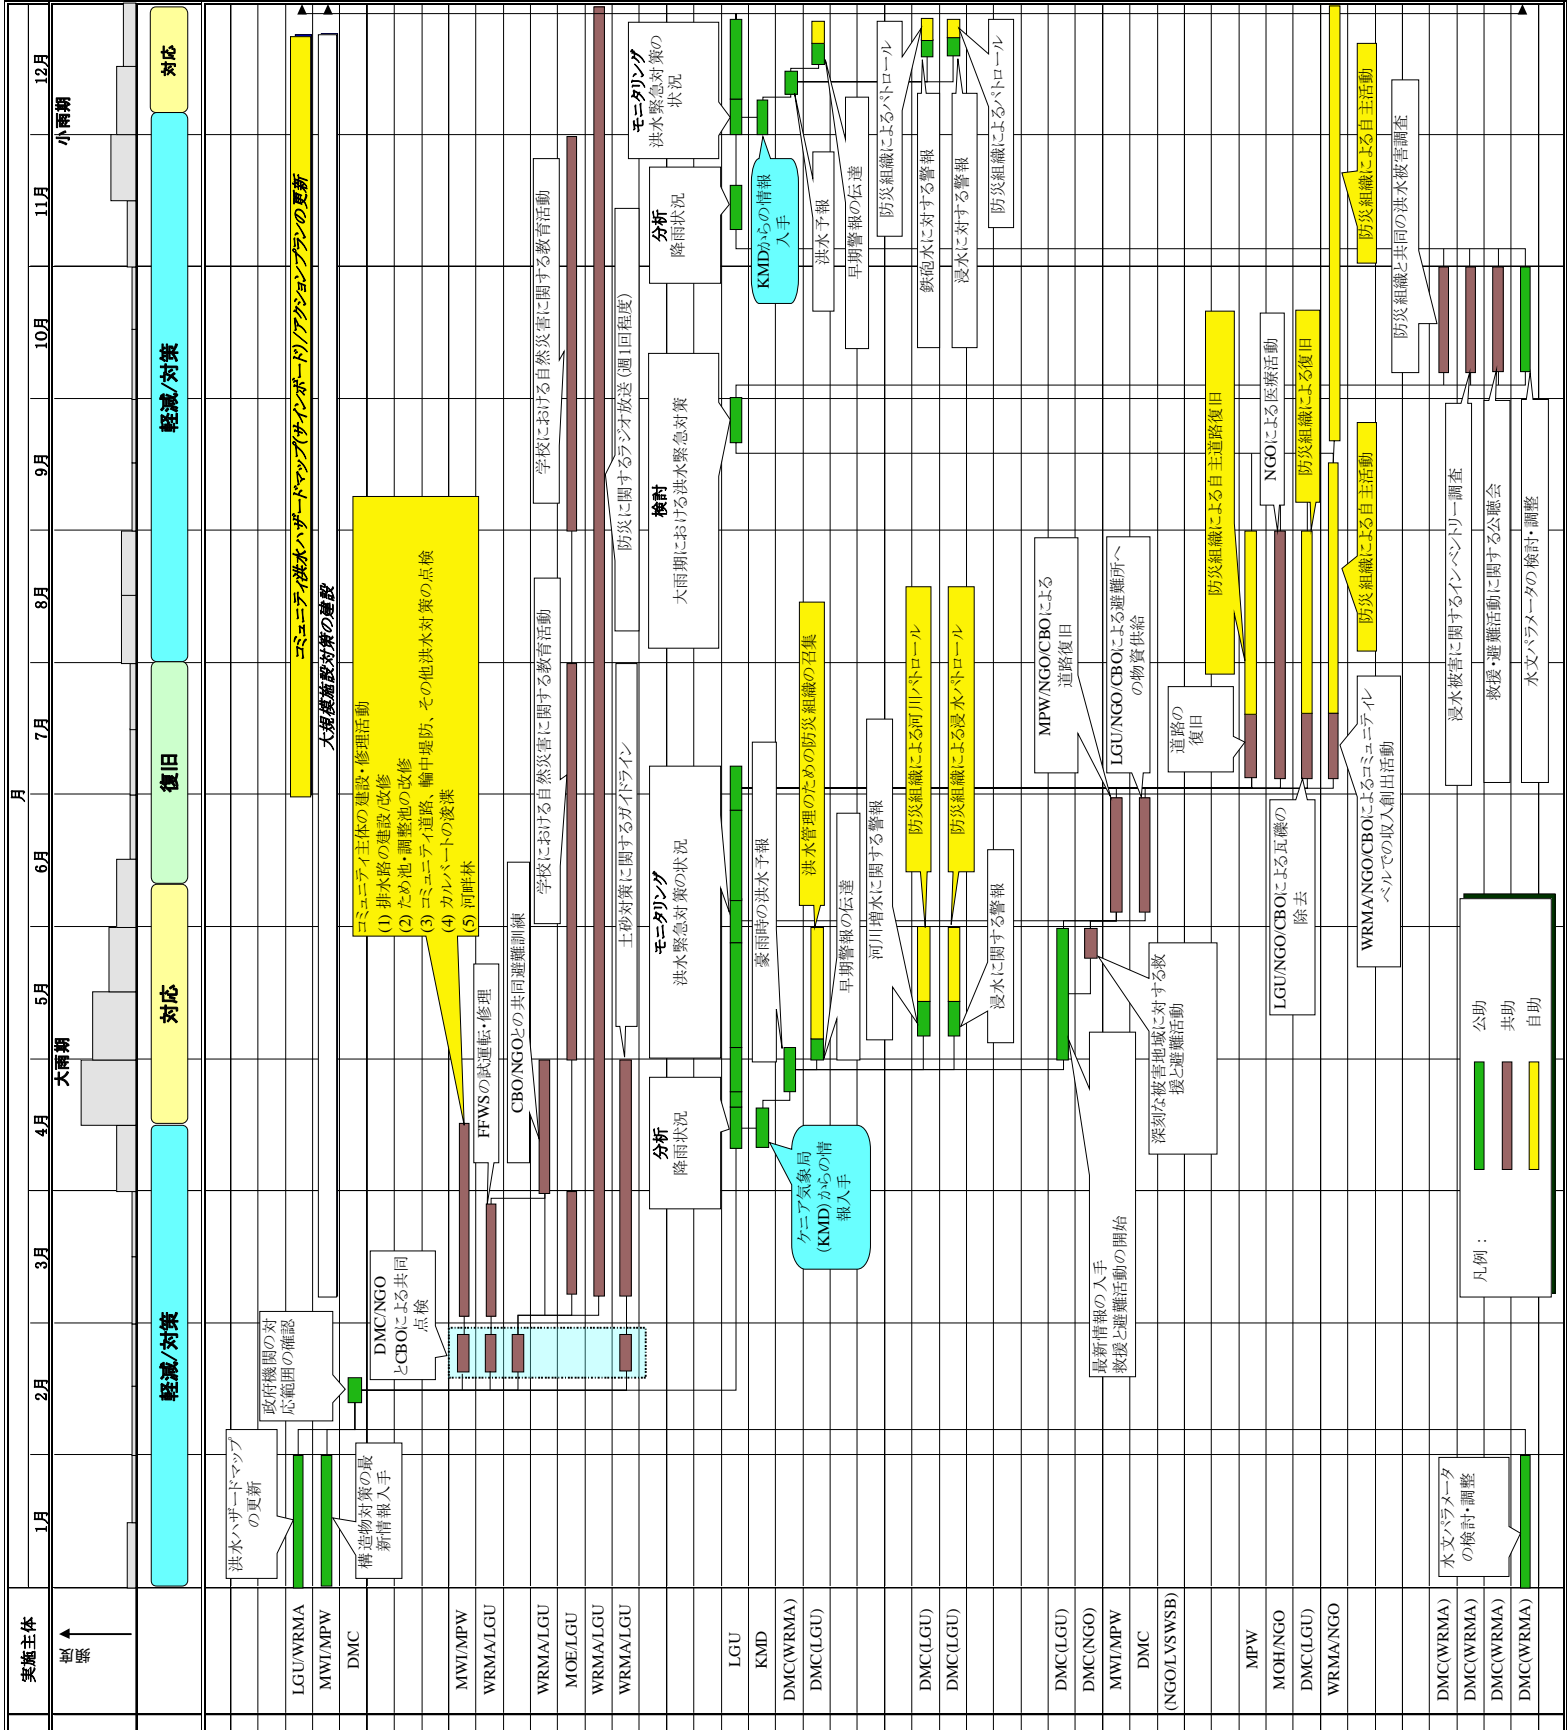 実施主体
月
1月
2月
3月
4月
5月
6月
7月
8月
9月
10月
11月
12月
頻度
大雨期
小雨期
軽減/対策
対応
復旧
軽減/対策
対応
LGU/WRMA
MWI/MPW
DMC
MWI/MPW
WRMA/LGU
WRMA/LGU
MOE/LGU
WRMA/LGU
WRMA/LGU
LGU
KMD
DMC(WRMA)
DMC(LGU)
DMC(LGU)
DMC(LGU)
DMC(LGU)
DMC(NGO)
MWI/MPW
DMC
(NGO/LVSWSB)
MPW
MOH/NGO
DMC(LGU)
WRMA/NGO
DMC(WRMA)
DMC(WRMA)
DMC(WRMA)
DMC(WRMA)
洪水ハザードマップ
の更新
コミュニティ洪水ハザードマップ(サインボード)/アクションプランの更新
構造物対策の最
新情報入手
大規模施設対策の建設
政府機関の対
応範囲の確認
DMC/NGO
とCBOによる共同
点検
コミュニティ主体の建設・修理活動
(1) 排水路の建設/改修
(2) ため池・調整池の改修
(3) コミュニティ道路、輪中堤防、その他洪水対策の点検
(4) カルバートの浚渫
(5) 河畔林
FFWSの試運転・修理
CBO/NGOとの共同避難訓練
学校における自然災害に関する教育活動
学校における自然災害に関する教育活動
防災に関するラジオ放送 (週1回程度)
土砂対策に関するガイドライン
分析
降雨状況
モニタリング
洪水緊急対策の状況
検討
大雨期における洪水緊急対策
分析
降雨状況
モニタリング
洪水緊急対策の
状況
ケニア気象局
(KMD)からの情
報入手
KMDからの情報
入手
豪雨時の洪水予報
洪水予報
洪水管理のための防災組織の召集
早期警報の伝達
早期警報の伝達
河川増水に関する警報
防災組織によるパトロール
防災組織による河川パトロール
鉄砲水に対する警報
防災組織による浸水パトロール
浸水に対する警報
浸水に関する警報
防災組織によるパトロール
MPW/NGO/CBOによる
道路復旧
最新情報の入手
救援と避難活動の開始
LGU/NGO/CBOによる避難所へ
の物資供給
深刻な被害地域に対する救
援と避難活動
道路の
復旧
防災組織による自主道路復旧
NGOによる医療活動
LGU/NGO/CBOによる瓦礫の
除去
防災組織による復旧
防災組織による自主活動
防災組織による自主活動
WRMA/NGO/CBOによるコミュニティレ
ベルでの収入創出活動
防災組織と共同の洪水被害調査
浸水被害に関するインベントリー調査
救援・避難活動に関する公聴会
水文パラメータ
の検討・調整
水文パラメータの検討・調整
凡例：
公助
共助
自助